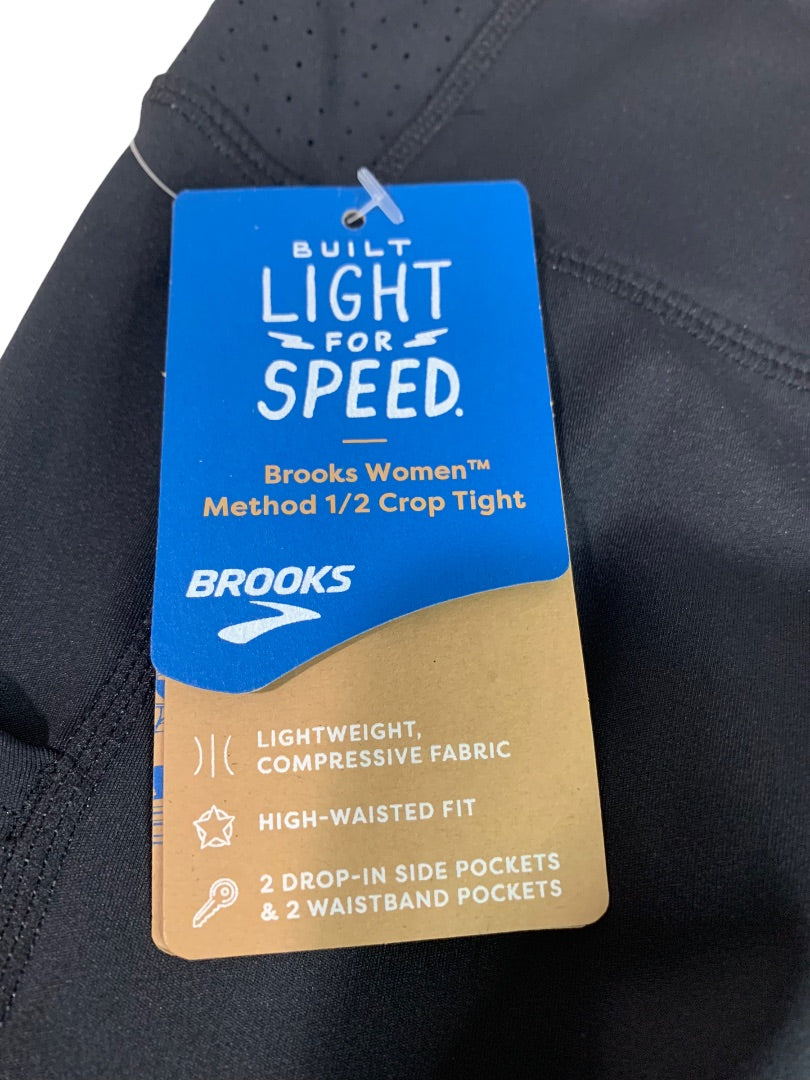 BUILT
LIGHT
FOR
SPEED.
Brooks Women™
Method 1/2 Crop Tight
BROOKS
LIGHTWEIGHT,
COMPRESSIVE FABRIC
HIGH-WAISTED FIT
2 DROP-IN SIDE POCKETS
& 2 WAISTBAND POCKETS